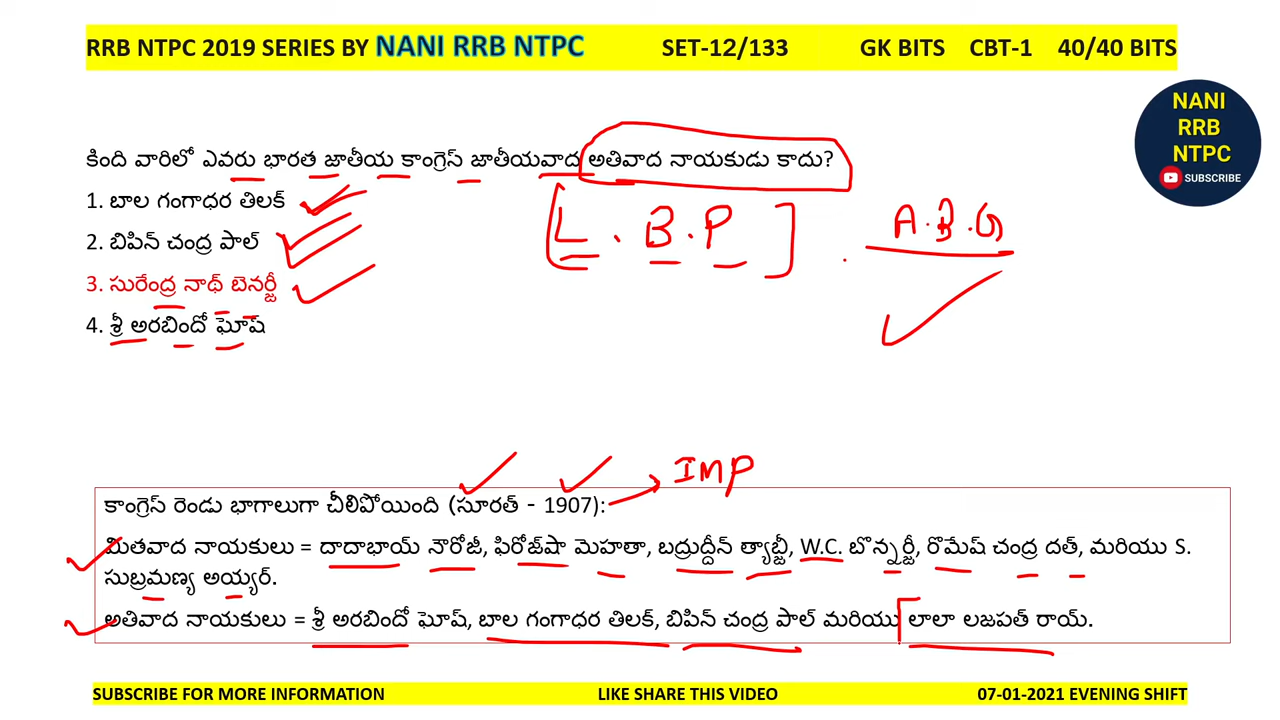 RRB NTPC 2019 SERIES BY NANI RRB NTPC SET-12/133 GK BITS CBT-1 40/40 BITS
NANI
RRB
NTPC
SUBSCRIBE
కింది వారిలో ఎవరు భారత జాతీయ కాంగ్రెస్ జాతీయవాద అతివాద నాయకుడు కాదు?
1. బాల గంగాధర తిలక్
2. బిపిన్ చంద్ర పాల్
3. సురేంద్ర నాథ్ బెనర్జీ
4. శ్రీ అరబిందో ఘోష్
[L. B. P] A.B.G
IMP
కాంగ్రెస్ రెండు భాగాలుగా చీలిపోయింది (సూరత్ - 1907):
మితవాద నాయకులు = దాదాభాయ్ నౌరోజీ, ఫిరోజ్‌షా మెహతా, బద్రుద్దీన్ త్యాబ్జీ, W.C. బొన్నర్జీ, రొమేష్ చంద్ర దత్, మరియు S.
సుబ్రమణ్య అయ్యర్.
అతివాద నాయకులు = శ్రీ అరబిందో ఘోష్, బాల గంగాధర తిలక్, బిపిన్ చంద్ర పాల్ మరియు లాలా లజపత్ రాయ్.
SUBSCRIBE FOR MORE INFORMATION LIKE SHARE THIS VIDEO 07-01-2021 EVENING SHIFT